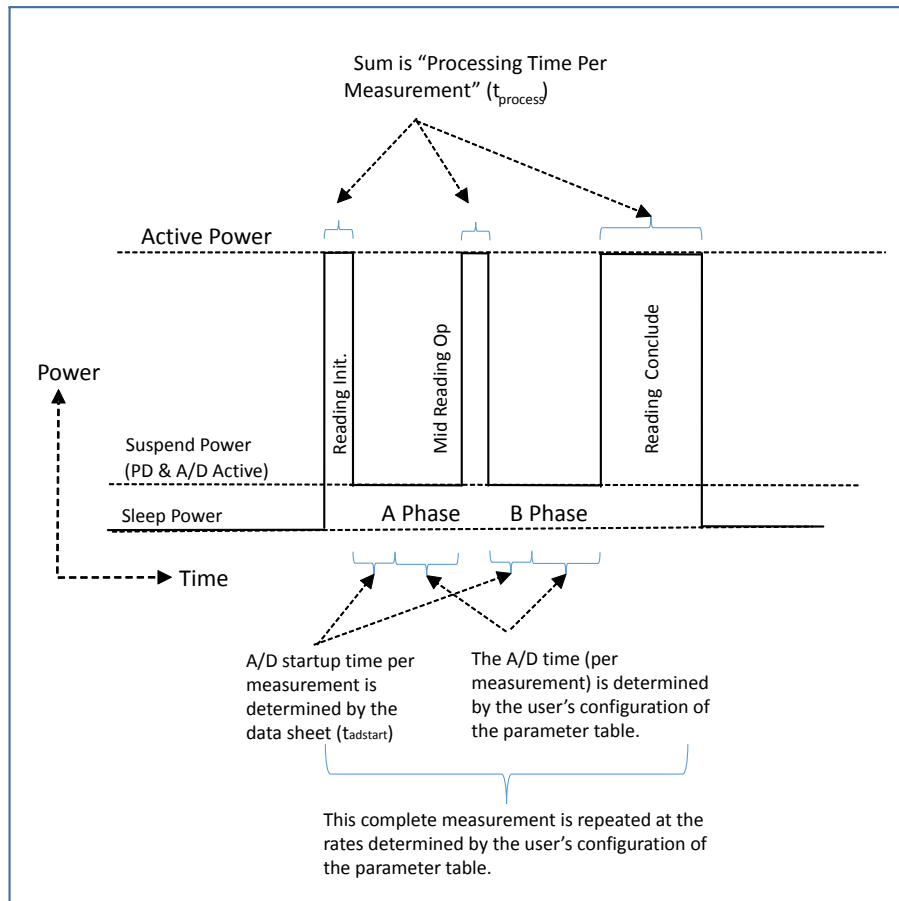 Sum is “Processing Time Per
Measurement” (tprocess)
Active Power
Reading Init.
Mid Reading Op
Reading Conclude
Power
Suspend Power
(PD & A/D Active)
Sleep Power
A Phase
B Phase
Time
A/D startup time per
measurement is
determined by the
data sheet (tadstart)
The A/D time (per
measurement) is determined
by the user’s configuration of
the parameter table.
This complete measurement is repeated at the
rates determined by the user’s configuration of
the parameter table.